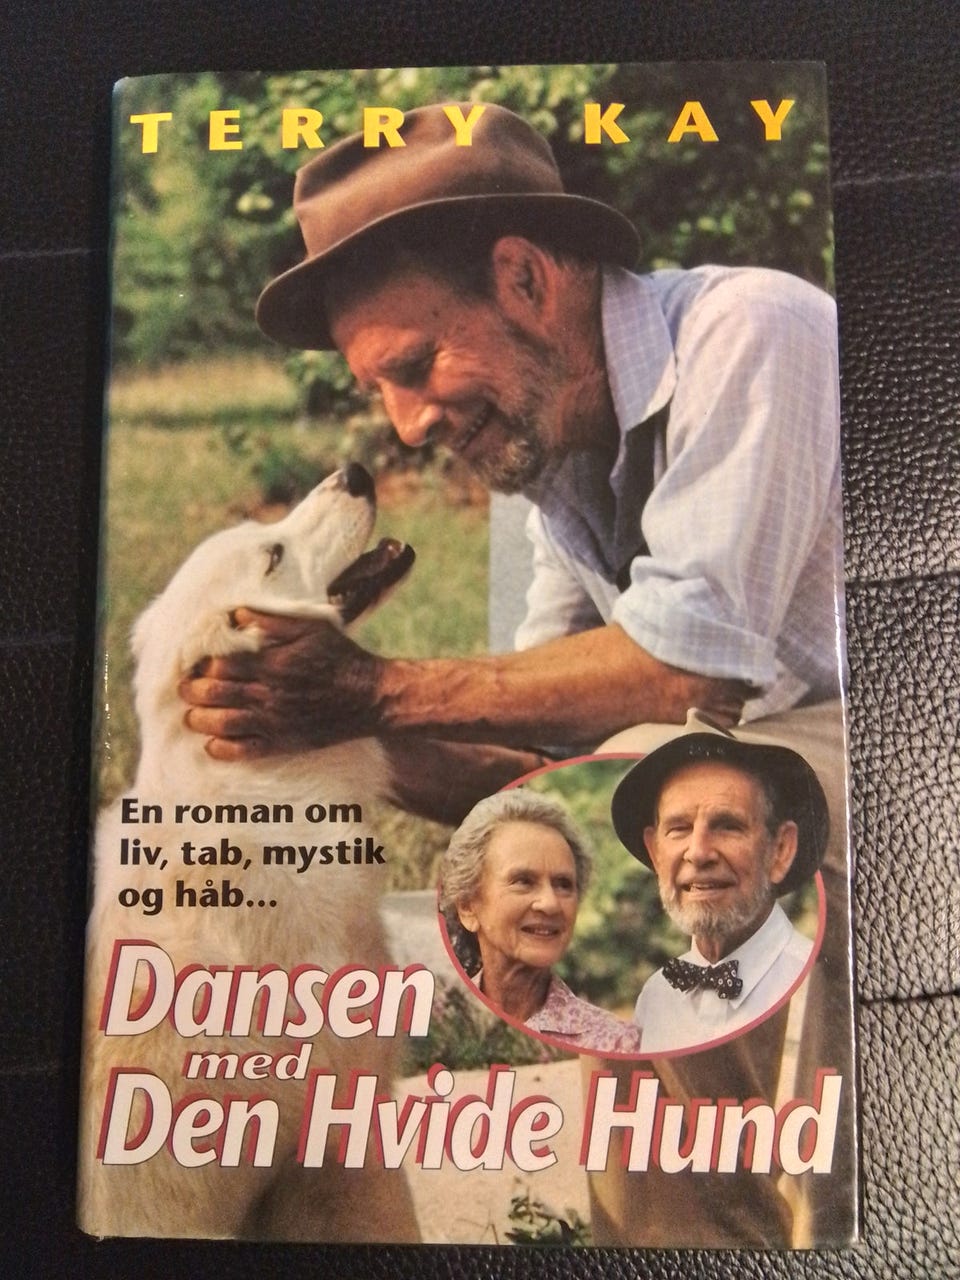 TERRY KAY
En roman om
liv, tab, mystik
og håb...
Dansen
med
Den Hvide Hund